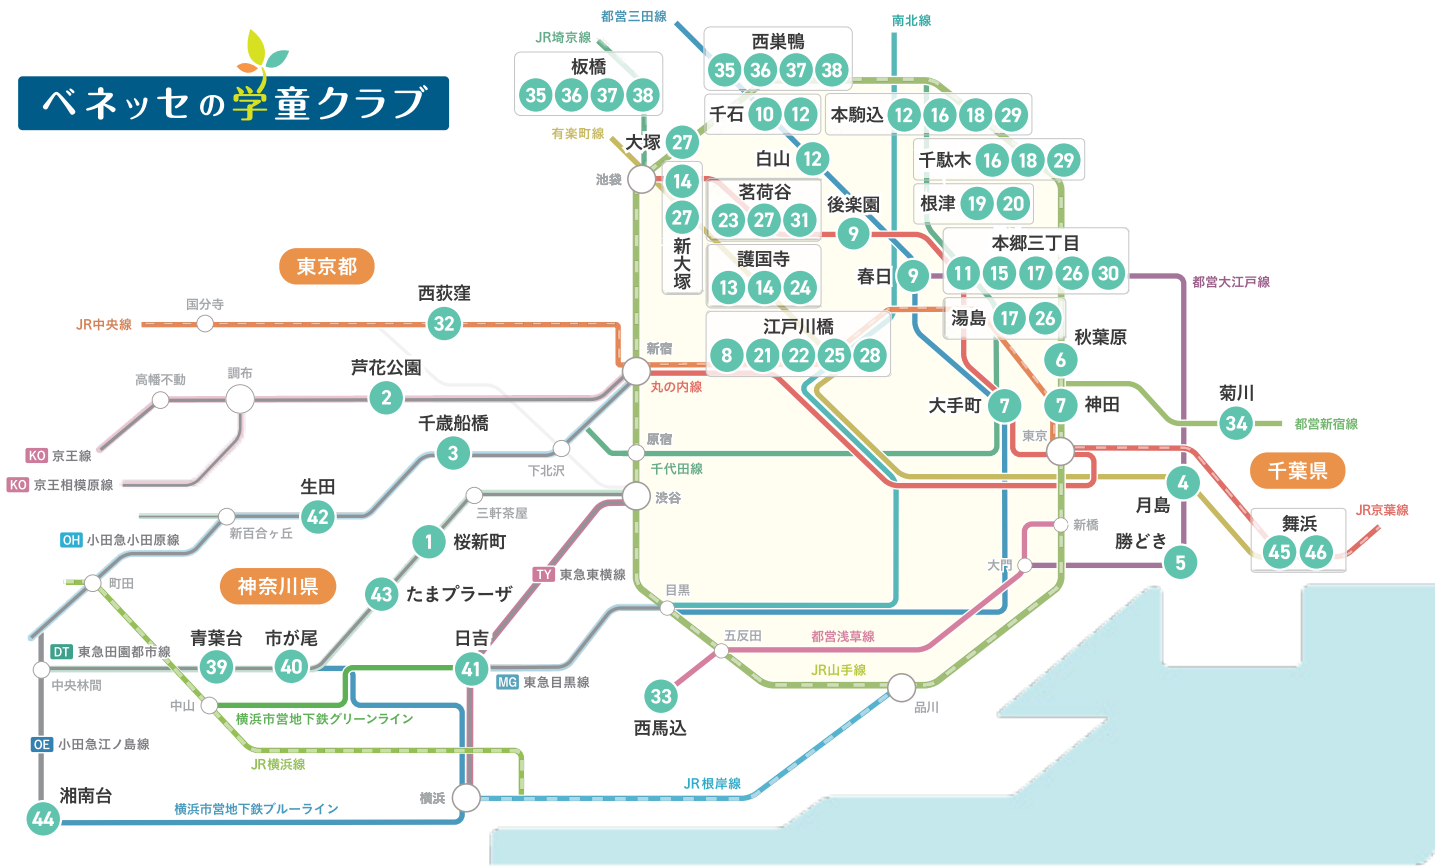 ベネッセの学童クラブ
都営三田線
南北線
JR埼京線
板橋
35 36 37 38
西巣鴨
35 36 37 38
有楽町線
大塚 27
千石 10 12
本駒込 12 16 18 29
白山 12
千駄木 16 18 29
池袋
14
27
新大塚
茗荷谷
23 27 31
後楽園
9
根津 19 20
護国寺
13 14 24
春日 9
本郷三丁目
11 15 17 26 30
都営大江戸線
東京都
国分寺
JR中央線
西荻窪
32
江戸川橋
8 21 22 25 28
湯島 17 26
秋葉原
6
新宿
丸の内線
高幡不動
調布
芦花公園
2
大手町 7
7 神田
菊川
34
都営新宿線
KO 京王線
KO 京王相模原線
千歳船橋
3
下北沢
原宿
千代田線
東京
千葉県
生田
42
新百合ヶ丘
三軒茶屋
渋谷
4
月島
舞浜
45 46
JR京葉線
OH 小田急小田原線
1 桜新町
新橋
勝どき
5
大門
町田
神奈川県
43 たまプラーザ
TY 東急東横線
目黒
DT 東急田園都市線
青葉台
39
市が尾
40
日吉
41
MG 東急目黒線
五反田
都営浅草線
JR山手線
中央林間
中山
横浜市営地下鉄グリーンライン
33
西馬込
品川
OE 小田急江ノ島線
JR横浜線
JR根岸線
湘南台
44
横浜市営地下鉄ブルーライン
横浜